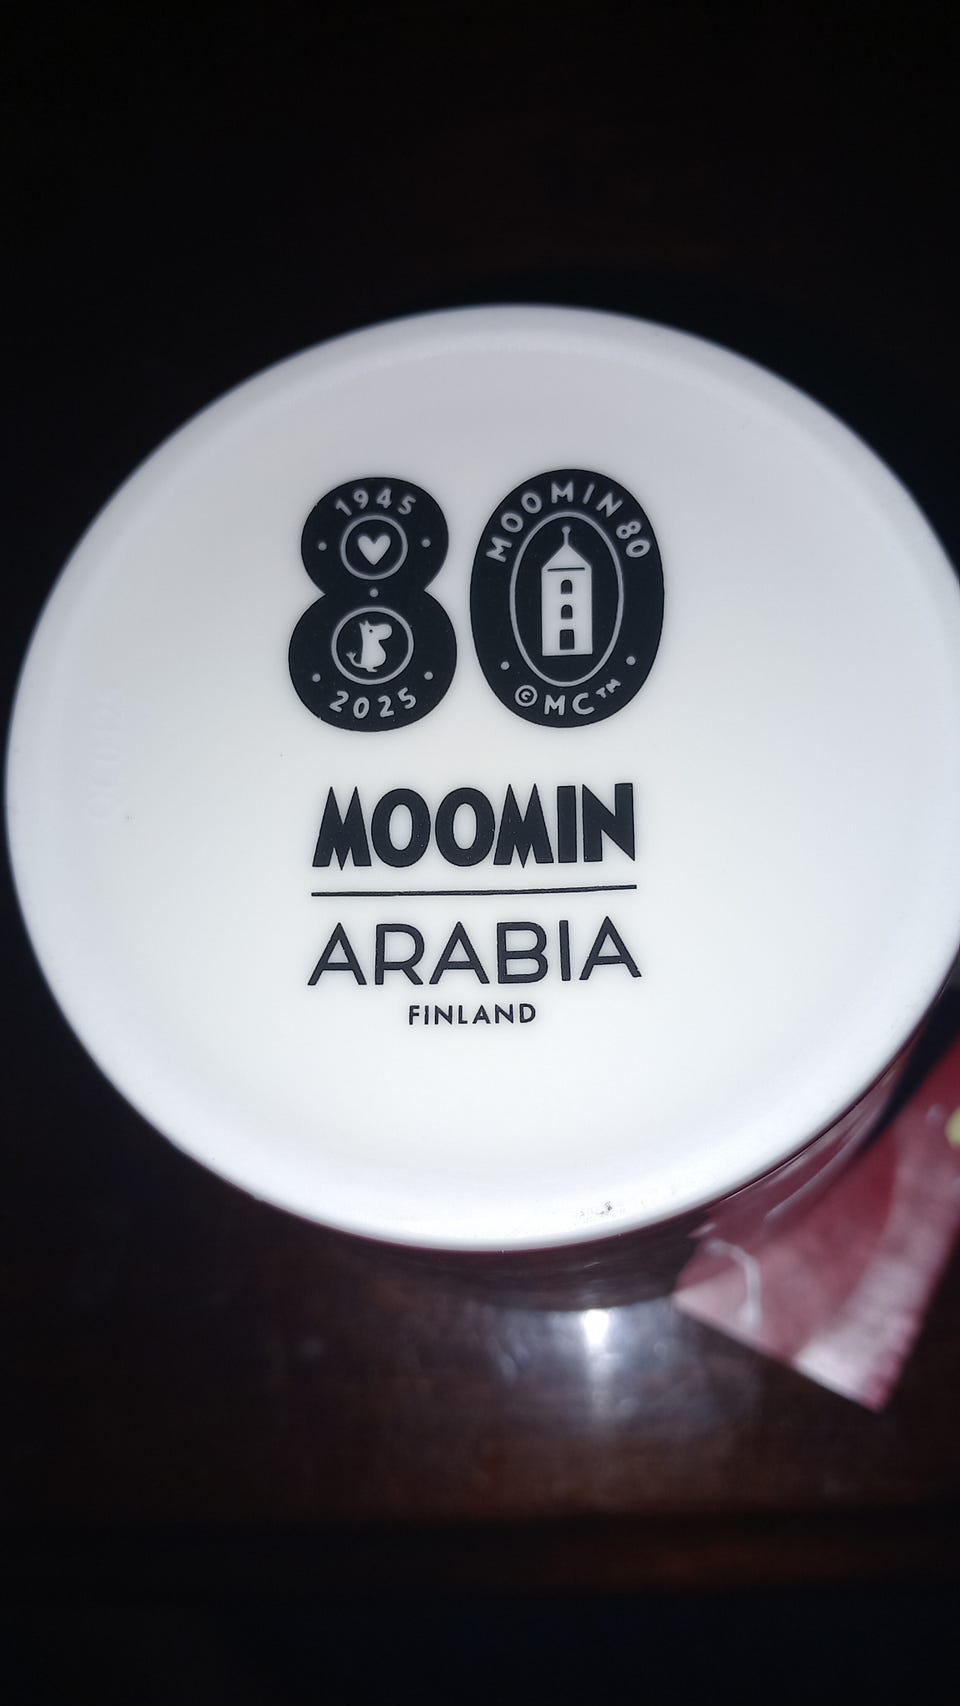 1945
2025
MOOMIN 80
©MC™
MOOMIN
ARABIA
FINLAND